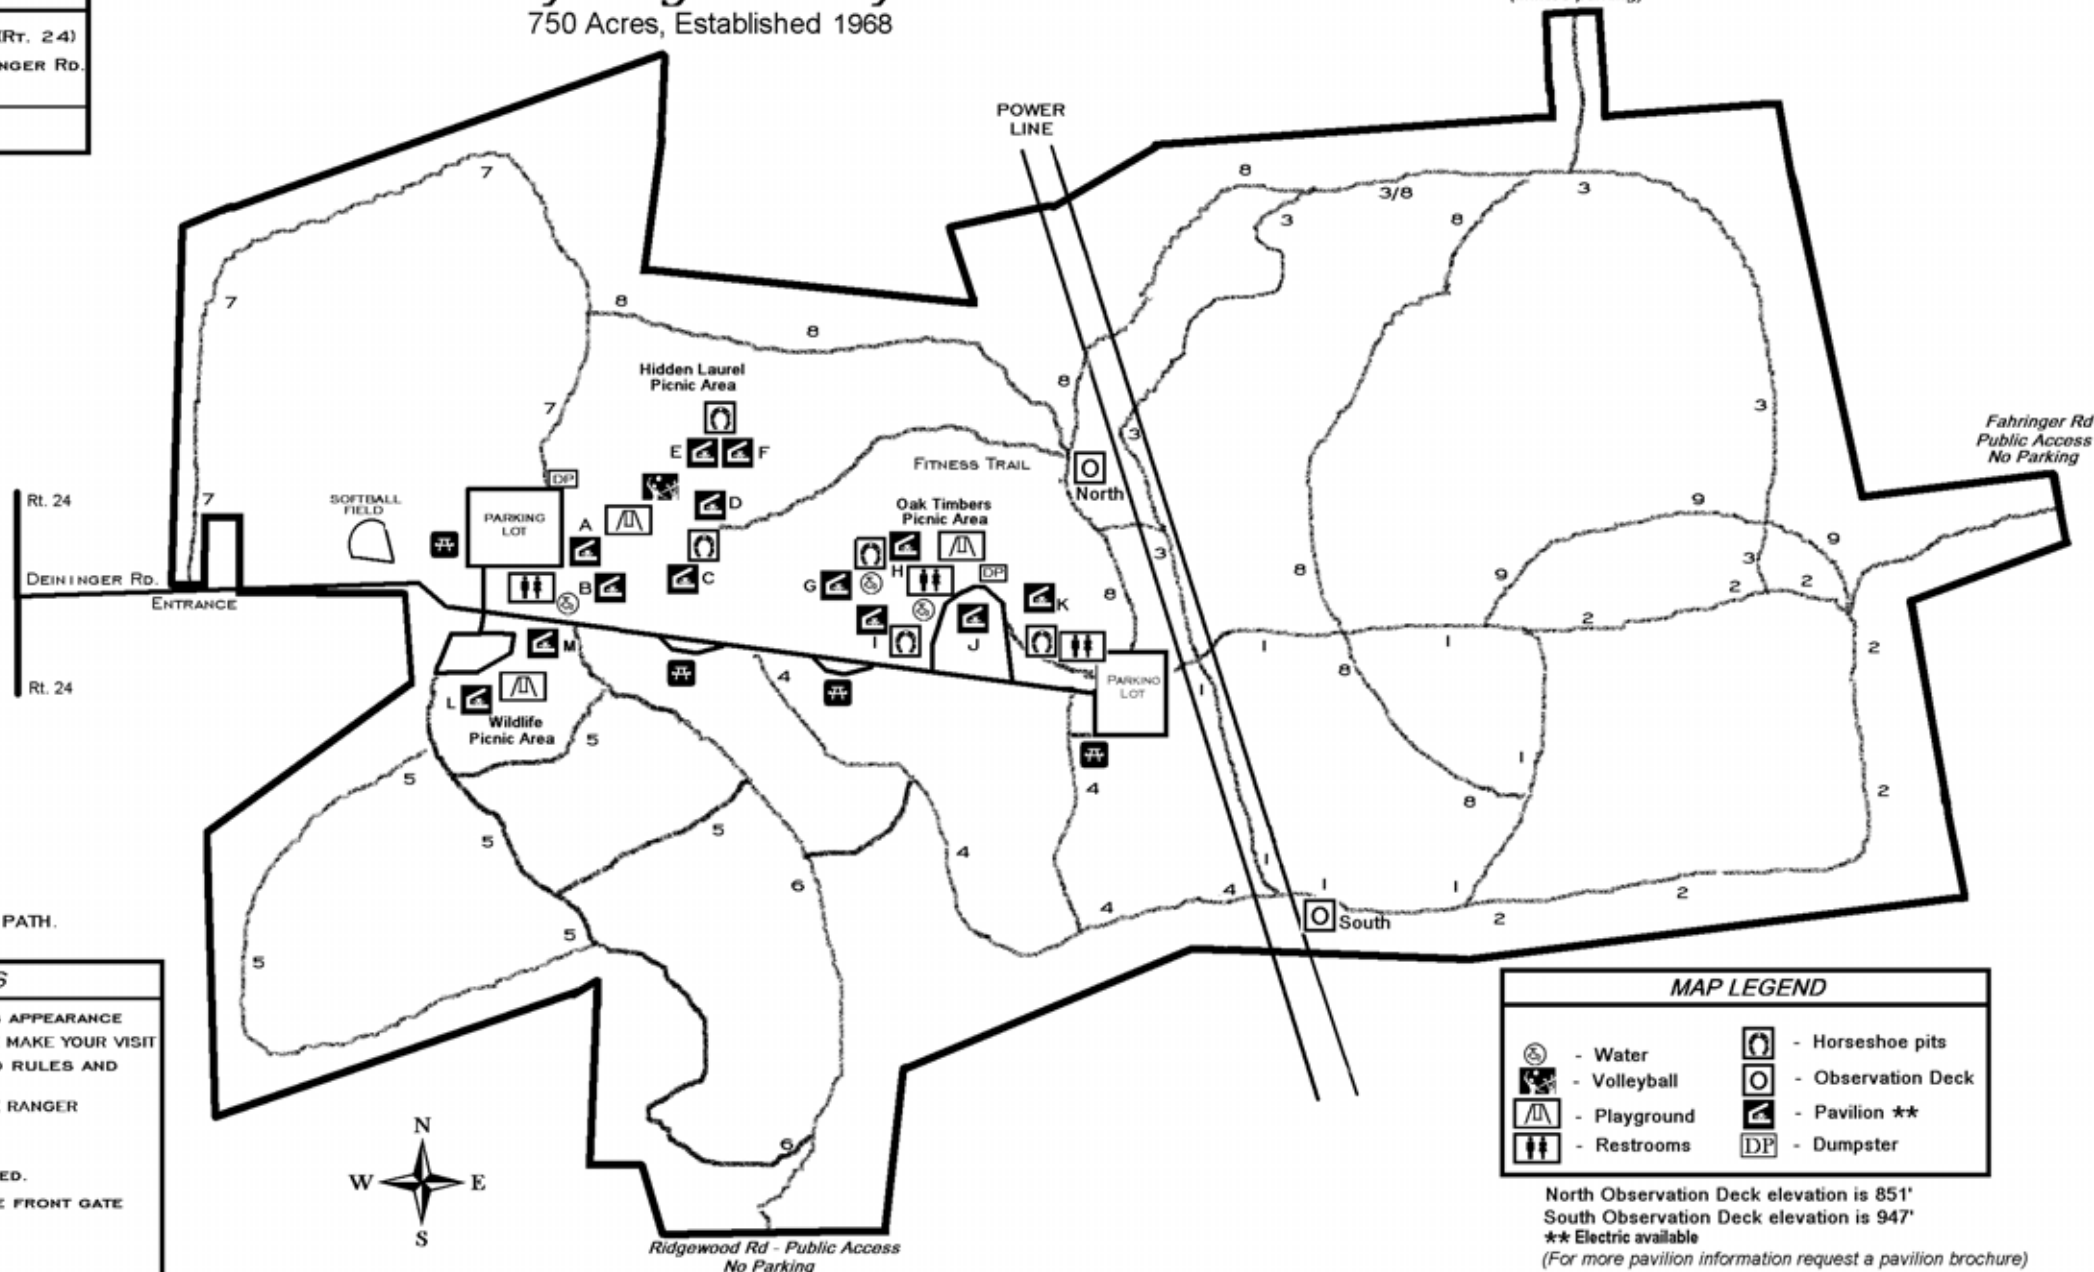 750 Acres, Established 1968
(RT. 24)
NGER RD.
POWER
LINE
7
8
3/8
3
8
3
7
8
8
Hidden Laurel
Picnic Area
8
7
3
3
Fahringer Rd
Public Access
No Parking
E
F
FITNESS TRAIL
North
DP
D
Oak Timbers
Picnic Area
9
Rt. 24
7
SOFTBALL
FIELD
PARKING
LOT
A
9
3
3
H
DP
9
8
DEININGER RD.
ENTRANCE
B
C
G
K
8
2
2
2
I
J
M
1
1
8
2
4
Rt. 24
L
PARKING
LOT
1
Wildlife
Picnic Area
5
5
4
1
2
8
5
5
4
1
6
4
1
1
2
4
2
South
PATH.
5
5
S
APPEARANCE
MAKE YOUR VISIT
RULES AND
RANGER
ED.
FRONT GATE
6
N
W
E
S
Ridgewood Rd - Public Access
No Parking
MAP LEGEND
- Water
- Volleyball
- Playground
- Restrooms
- Horseshoe pits
- Observation Deck
- Pavilion **
DP - Dumpster
North Observation Deck elevation is 851'
South Observation Deck elevation is 947'
** Electric available
(For more pavilion information request a pavilion brochure)